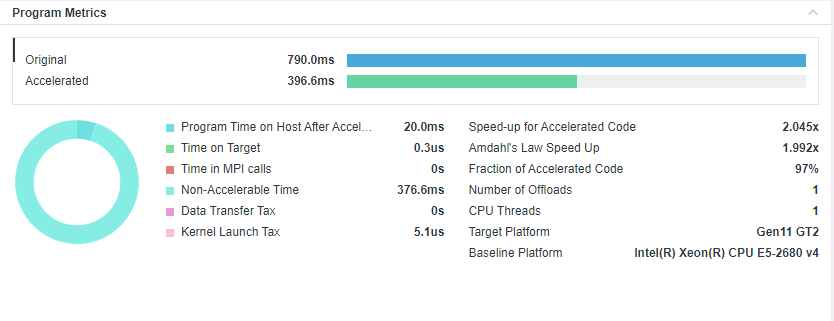 Program Metrics
Original 790.0ms
Accelerated 396.6ms
Program Time on Host After Accel... 20.0ms
Time on Target 0.3us
Time in MPI calls 0s
Non-Accelerable Time 376.6ms
Data Transfer Tax 0s
Kernel Launch Tax 5.1us
Speed-up for Accelerated Code 2.045x
Amdahl's Law Speed Up 1.992x
Fraction of Accelerated Code 97%
Number of Offloads 1
CPU Threads 1
Target Platform Gen11 GT2
Baseline Platform Intel(R) Xeon(R) CPU E5-2680 v4